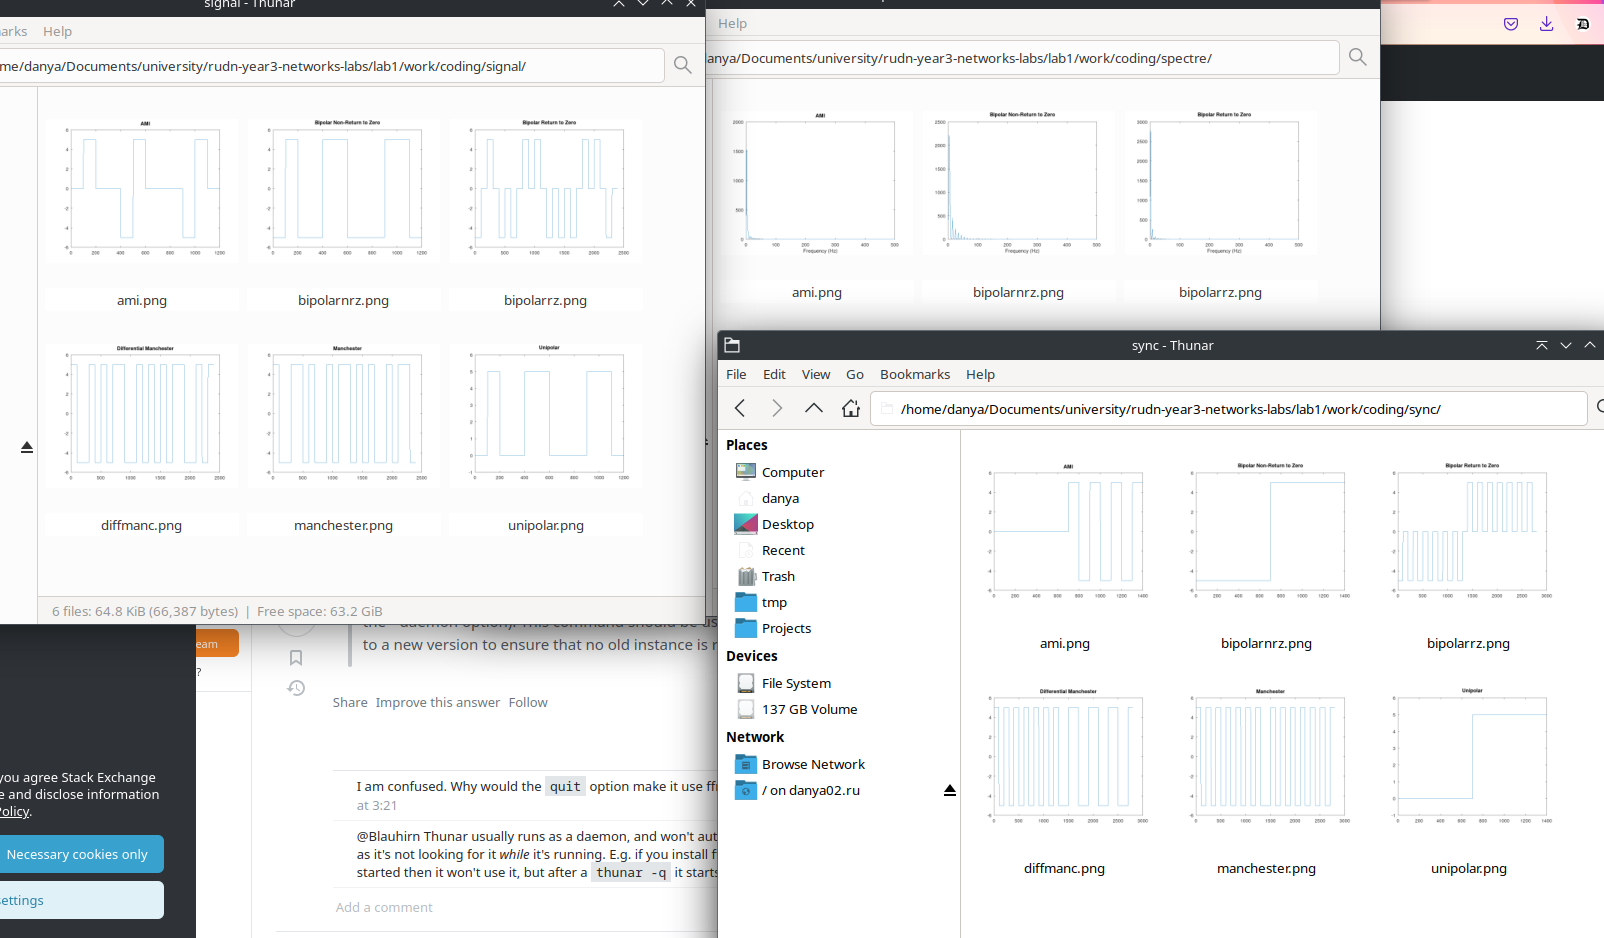 signal - Thunar
arks Help
me/danya/Documents/university/rudn-year3-networks-labs/lab1/work/coding/signal/
AMI
Bipolar Non-Return to Zero
Bipolar Return to Zero
ami.png
bipolarnrz.png
bipolarrz.png
Differential Manchester
Manchester
Unipolar
diffmanc.png
manchester.png
unipolar.png
6 files: 64.8 KiB (66,387 bytes) | Free space: 63.2 GiB
Help
anya/Documents/university/rudn-year3-networks-labs/lab1/work/coding/spectre/
AMI
Bipolar Non-Return to Zero
Bipolar Return to Zero
Frequency (Hz)
Frequency (Hz)
Frequency (Hz)
ami.png
bipolarnrz.png
bipolarrz.png
sync - Thunar
File Edit View Go Bookmarks Help
/home/danya/Documents/university/rudn-year3-networks-labs/lab1/work/coding/sync/
Places
Computer
danya
Desktop
Recent
Trash
tmp
Projects
Devices
File System
137 GB Volume
Network
Browse Network
/ on danya02.ru
AMI
Bipolar Non-Return to Zero
Bipolar Return to Zero
ami.png
bipolarnrz.png
bipolarrz.png
Differential Manchester
Manchester
Unipolar
diffmanc.png
manchester.png
unipolar.png
eam
?
to a new version to ensure that no old instance is r
Share Improve this answer Follow
I am confused. Why would the quit option make it use ff
at 3:21
@Blauhirn Thunar usually runs as a daemon, and won't aut
as it's not looking for it while it's running. E.g. if you install f
started then it won't use it, but after a thunar -q it starts
Add a comment
you agree Stack Exchange
e and disclose information
Policy.
Necessary cookies only
settings